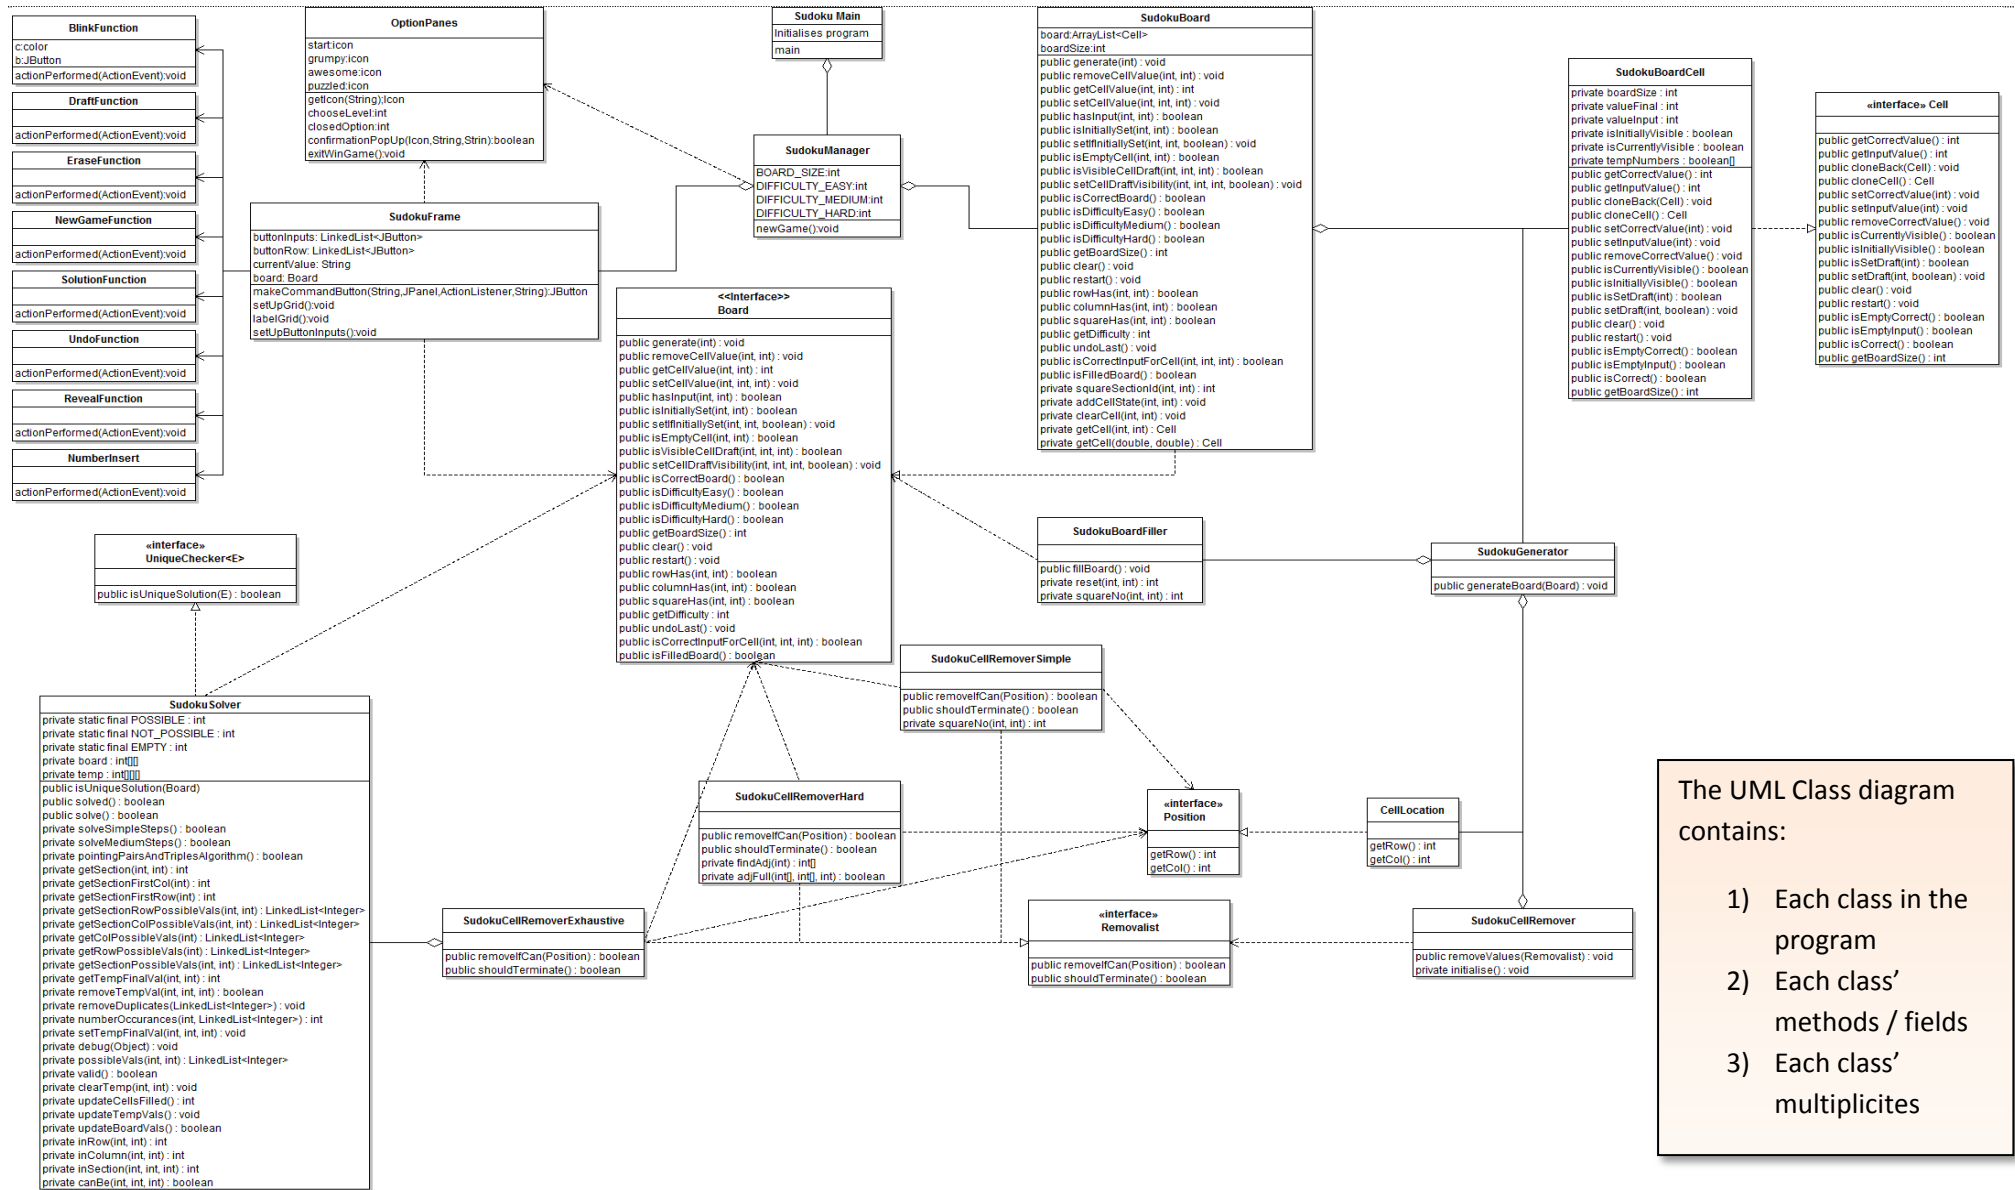 BlinkFunction
c:color
b:JButton
actionPerformed(ActionEvent):void
DraftFunction
actionPerformed(ActionEvent):void
EraseFunction
actionPerformed(ActionEvent):void
NewGameFunction
actionPerformed(ActionEvent):void
SolutionFunction
actionPerformed(ActionEvent):void
UndoFunction
actionPerformed(ActionEvent):void
RevealFunction
actionPerformed(ActionEvent):void
NumberInsert
actionPerformed(ActionEvent):void
OptionPanes
start:icon
grumpy:icon
awesome:icon
puzzled:icon
getIcon(String);Icon
chooseLevel:int
closedOption:int
confirmationPopUp(Icon,String,Strin):boolean
exitWinGame():void
Sudoku Main
Initialises program
main
SudokuManager
BOARD_SIZE:int
DIFFICULTY_EASY:int
DIFFICULTY_MEDIUM:int
DIFFICULTY_HARD:int
newGame():void
SudokuFrame
buttonInputs: LinkedList<JButton>
buttonRow: LinkedList<JButton>
currentValue: String
board: Board
makeCommandButton(String,JPanel,ActionListener,String):JButton
setUpGrid():void
labelGrid():void
setUpButtonInputs():void
SudokuBoard
board:ArrayList<Cell>
boardSize:int
public generate(int) : void
public removeCellValue(int, int) : void
public getCellValue(int, int) : int
public setCellValue(int, int, int) : void
public hasInput(int, int) : boolean
public isInitiallySet(int, int) : boolean
public setIfInitiallySet(int, int, boolean) : void
public isEmptyCell(int, int) : boolean
public isVisibleCellDraft(int, int, int) : boolean
public setCellDraftVisibility(int, int, int, boolean) : void
public isCorrectBoard() : boolean
public isDifficultyEasy() : boolean
public isDifficultyMedium() : boolean
public isDifficultyHard() : boolean
public getBoardSize() : int
public clear() : void
public restart() : void
public rowHas(int, int) : boolean
public columnHas(int, int) : boolean
public squareHas(int, int) : boolean
public getDifficulty : int
public undoLast() : void
public isCorrectInputForCell(int, int, int) : boolean
public isFilledBoard() : boolean
private squareSectionId(int, int) : int
private addCellState(int, int) : void
private clearCell(int, int) : void
private getCell(int, int) : Cell
private getCell(double, double) : Cell
SudokuBoardCell
private boardSize : int
private valueFinal : int
private valueInput : int
private isInitiallyVisible : boolean
private isCurrentlyVisible : boolean
private tempNumbers : boolean[]
public getCorrectValue() : int
public getInputValue() : int
public cloneBack(Cell) : void
public cloneCell() : Cell
public setCorrectValue(int) : void
public setInputValue(int) : void
public removeCorrectValue() : void
public isCurrentlyVisible() : boolean
public isInitiallyVisible() : boolean
public isSetDraft(int) : boolean
public setDraft(int, boolean) : void
public clear() : void
public restart() : void
public isEmptyCorrect() : boolean
public isEmptyInput() : boolean
public isCorrect() : boolean
public getBoardSize() : int
«interface» Cell
public getCorrectValue() : int
public getInputValue() : int
public cloneBack(Cell) : void
public cloneCell() : Cell
public setCorrectValue(int) : void
public setInputValue(int) : void
public removeCorrectValue() : void
public isCurrentlyVisible() : boolean
public isInitiallyVisible() : boolean
public isSetDraft(int) : boolean
public setDraft(int, boolean) : void
public clear() : void
public restart() : void
public isEmptyCorrect() : boolean
public isEmptyInput() : boolean
public isCorrect() : boolean
public getBoardSize() : int
<<Interface>>
Board
public generate(int) : void
public removeCellValue(int, int) : void
public getCellValue(int, int) : int
public setCellValue(int, int, int) : void
public hasInput(int, int) : boolean
public isInitiallySet(int, int) : boolean
public setIfInitiallySet(int, int, boolean) : void
public isEmptyCell(int, int) : boolean
public isVisibleCellDraft(int, int, int) : boolean
public setCellDraftVisibility(int, int, int, boolean) : void
public isCorrectBoard() : boolean
public isDifficultyEasy() : boolean
public isDifficultyMedium() : boolean
public isDifficultyHard() : boolean
public getBoardSize() : int
public clear() : void
public restart() : void
public rowHas(int, int) : boolean
public columnHas(int, int) : boolean
public squareHas(int, int) : boolean
public getDifficulty : int
public undoLast() : void
public isCorrectInputForCell(int, int, int) : boolean
public isFilledBoard() : boolean
SudokuBoardFiller
public fillBoard() : void
private reset(int, int) : int
private squareNo(int, int) : int
SudokuGenerator
public generateBoard(Board) : void
«interface»
UniqueChecker<E>
public isUniqueSolution(E) : boolean
SudokuSolver
private static final POSSIBLE : int
private static final NOT_POSSIBLE : int
private static final EMPTY : int
private board : int[][]
private temp : int[][][]
public isUniqueSolution(Board)
public solved() : boolean
public solve() : boolean
private solveSimpleSteps() : boolean
private solveMediumSteps() : boolean
private pointingPairsAndTriplesAlgorithm() : boolean
private getSection(int, int) : int
private getSectionFirstCol(int) : int
private getSectionFirstRow(int) : int
private getSectionRowPossibleVals(int, int) : LinkedList<Integer>
private getSectionColPossibleVals(int, int) : LinkedList<Integer>
private getColPossibleVals(int) : LinkedList<Integer>
private getRowPossibleVals(int) : LinkedList<Integer>
private getSectionPossibleVals(int, int) : LinkedList<Integer>
private getTempFinalVal(int, int) : int
private removeTempVal(int, int, int) : boolean
private removeDuplicates(LinkedList<Integer>) : void
private numberOccurances(int, LinkedList<Integer>) : int
private setTempFinalVal(int, int, int) : void
private debug(Object) : void
private possibleVals(int, int) : LinkedList<Integer>
private valid() : boolean
private clearTemp(int, int) : void
private updateCellsFilled() : int
private updateTempVals() : void
private updateBoardVals() : boolean
private inRow(int, int) : int
private inColumn(int, int) : int
private inSection(int, int, int) : int
private canBe(int, int, int) : boolean
SudokuCellRemoverSimple
public removeIfCan(Position) : boolean
public shouldTerminate() : boolean
private squareNo(int, int) : int
SudokuCellRemoverHard
public removeIfCan(Position) : boolean
public shouldTerminate() : boolean
private findAdj(int) : int[]
private adjFull(int[], int[], int) : boolean
SudokuCellRemoverExhaustive
public removeIfCan(Position) : boolean
public shouldTerminate() : boolean
«interface»
Position
getRow() : int
getCol() : int
CellLocation
getRow() : int
getCol() : int
«interface»
Removalist
public removeIfCan(Position) : boolean
public shouldTerminate() : boolean
SudokuCellRemover
public removeValues(Removalist) : void
private initialise() : void
The UML Class diagram
contains:
1) Each class in the
program
2) Each class’
methods / fields
3) Each class’
multiplicites